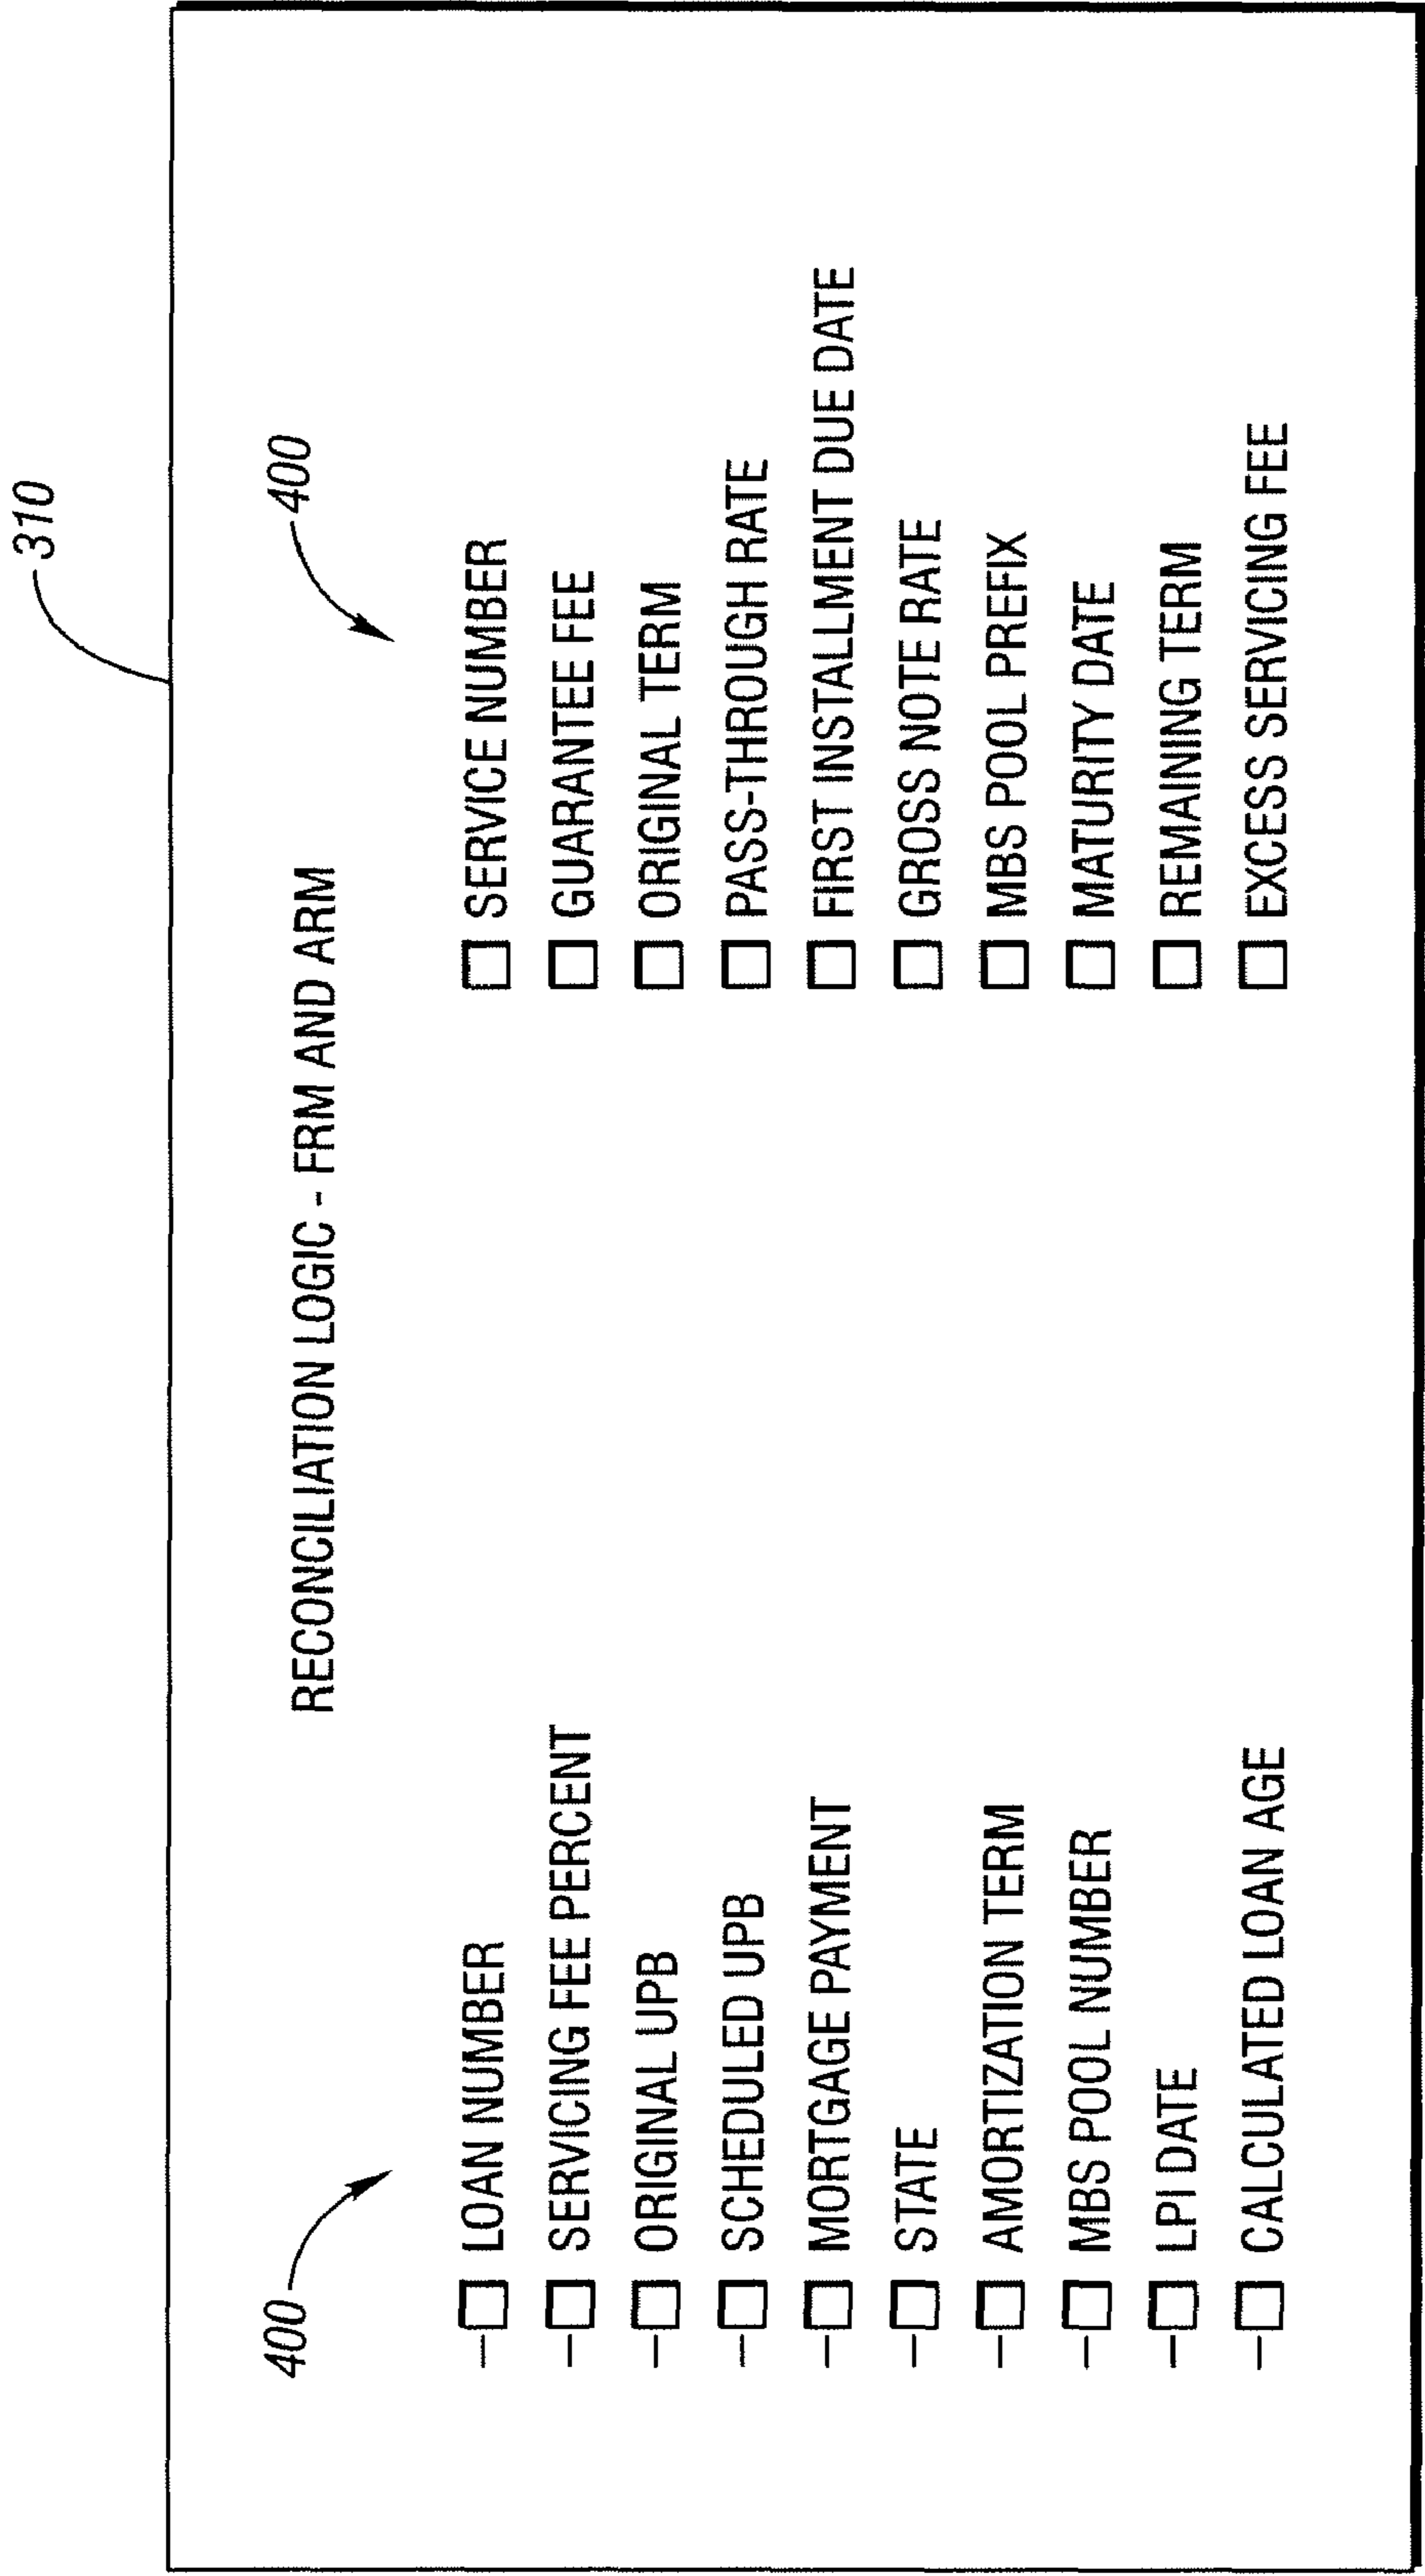 310
RECONCILIATION LOGIC - FRM AND ARM
400
400
– □ LOAN NUMBER
– □ SERVICING FEE PERCENT
– □ ORIGINAL UPB
– □ SCHEDULED UPB
– □ MORTGAGE PAYMENT
– □ STATE
– □ AMORTIZATION TERM
– □ MBS POOL NUMBER
– □ LPI DATE
– □ CALCULATED LOAN AGE
□ SERVICE NUMBER
□ GUARANTEE FEE
□ ORIGINAL TERM
□ PASS-THROUGH RATE
□ FIRST INSTALLMENT DUE DATE
□ GROSS NOTE RATE
□ MBS POOL PREFIX
□ MATURITY DATE
□ REMAINING TERM
□ EXCESS SERVICING FEE